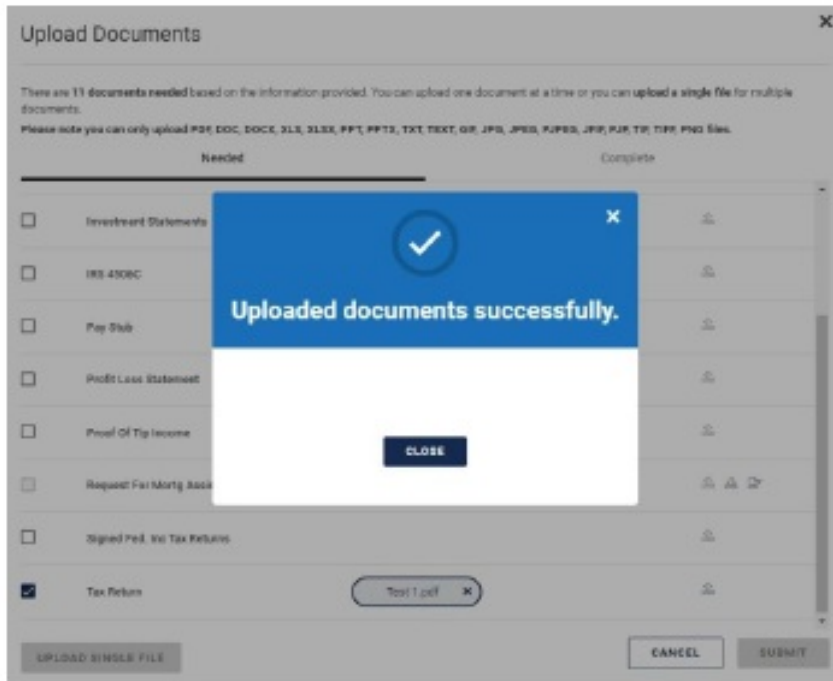 Upload Documents
There are 11 documents needed based on the information provided. You can upload one document at a time or you can upload a single file for multiple
documents.
Please note you can only upload PDF, DOC, DOCX, XLS, XLSX, PPT, PPTX, TXT, TEXT, GIF, JPG, JPEG, PJPEG, JFIF, PJP, TIF, TIFF, PNG files.
Needed Complete
Investment Statements
IRS 4506C
Pay Stub
Profit Loss Statement
Proof Of Tip Income
Request For Mortg Assi
Signed Fed. Inc Tax Returns
Tax Return Test 1.pdf
Uploaded documents successfully.
CLOSE
UPLOAD SINGLE FILE CANCEL SUBMIT